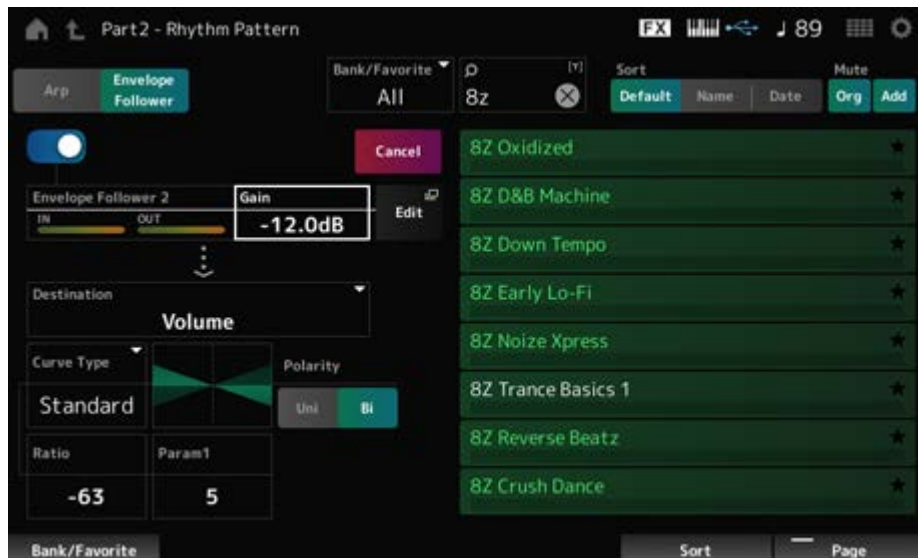 Part2 - Rhythm Pattern
FX
♩ 89
Arp
Envelope
Follower
Bank/Favorite
All
[Y]
8z
Sort
Default Name Date
Mute
Org Add
Cancel
Envelope Follower 2
IN OUT
Gain
-12.0dB
Edit
Destination
Volume
Curve Type
Standard
Polarity
Uni Bi
Ratio
-63
Param1
5
8Z Oxidized
8Z D&B Machine
8Z Down Tempo
8Z Early Lo-Fi
8Z Noize Xpress
8Z Trance Basics 1
8Z Reverse Beatz
8Z Crush Dance
Bank/Favorite
Sort
Page